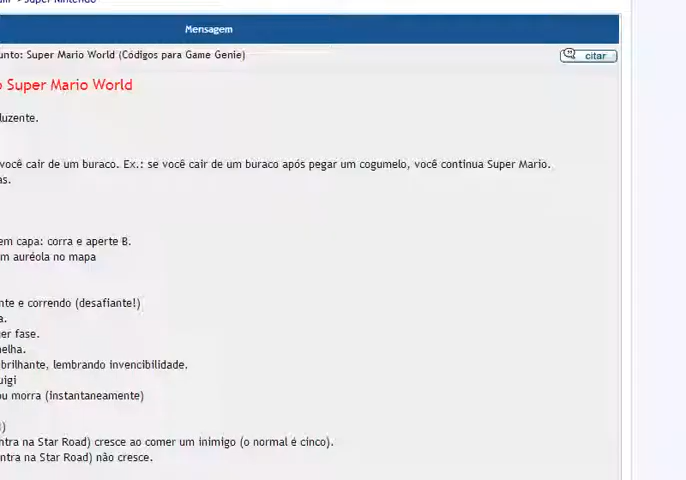 Super Nintendo
Mensagem
unto: Super Mario World (Códigos para Game Genie)
citar
o Super Mario World
luzente.
você cair de um buraco. Ex.: se você cair de um buraco após pegar um cogumelo, você continua Super Mario.
as.
em capa: corra e aperte B.
m auréola no mapa
nte e correndo (desafiante!)
a.
er fase.
elha.
brilhante, lembrando invencibilidade.
uigi
ou morra (instantaneamente)
)
ntra na Star Road) cresce ao comer um inimigo (o normal é cinco).
ntra na Star Road) não cresce.